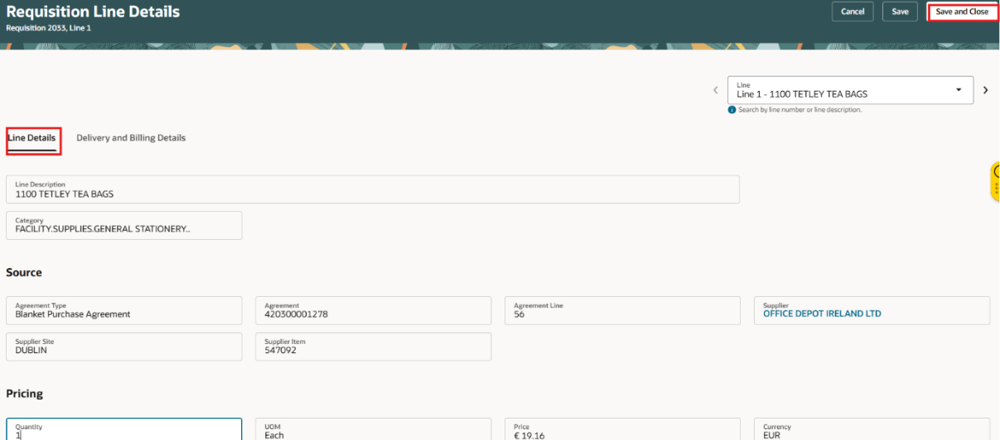 Requisition Line Details
Requisition 2033, Line 1
Cancel
Save
Save and Close
Line
Line 1 - 1100 TETLEY TEA BAGS
Search by line number or line description.
Line Details
Delivery and Billing Details
Line Description
1100 TETLEY TEA BAGS
Category
FACILITY.SUPPLIES.GENERAL STATIONERY..
Source
Agreement Type
Blanket Purchase Agreement
Agreement
420300001278
Agreement Line
56
Supplier
OFFICE DEPOT IRELAND LTD
Supplier Site
DUBLIN
Supplier Item
547092
Pricing
Quantity
1
UOM
Each
Price
€ 19.16
Currency
EUR